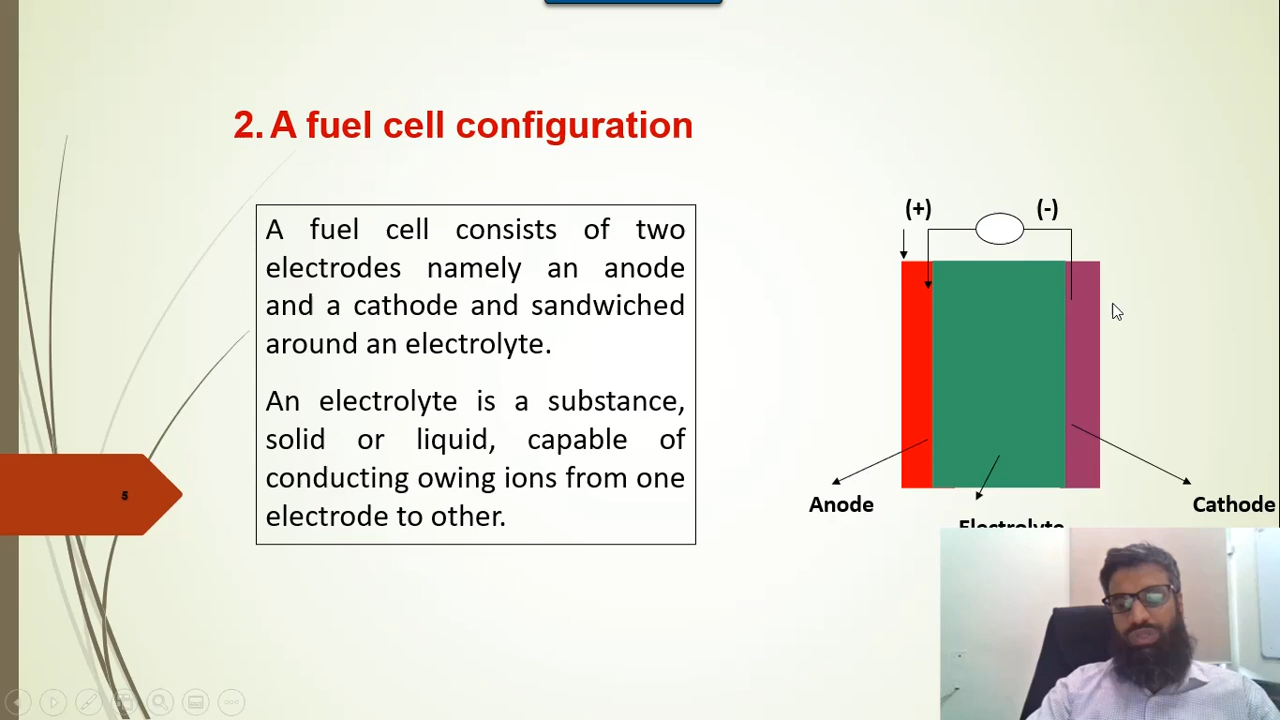 2. A fuel cell configuration
A fuel cell consists of two
electrodes namely an anode
and a cathode and sandwiched
around an electrolyte.
An electrolyte is a substance,
solid or liquid, capable of
conducting owing ions from one
electrode to other.
5
(+) (-)
Anode
Cathode
Electrolyte